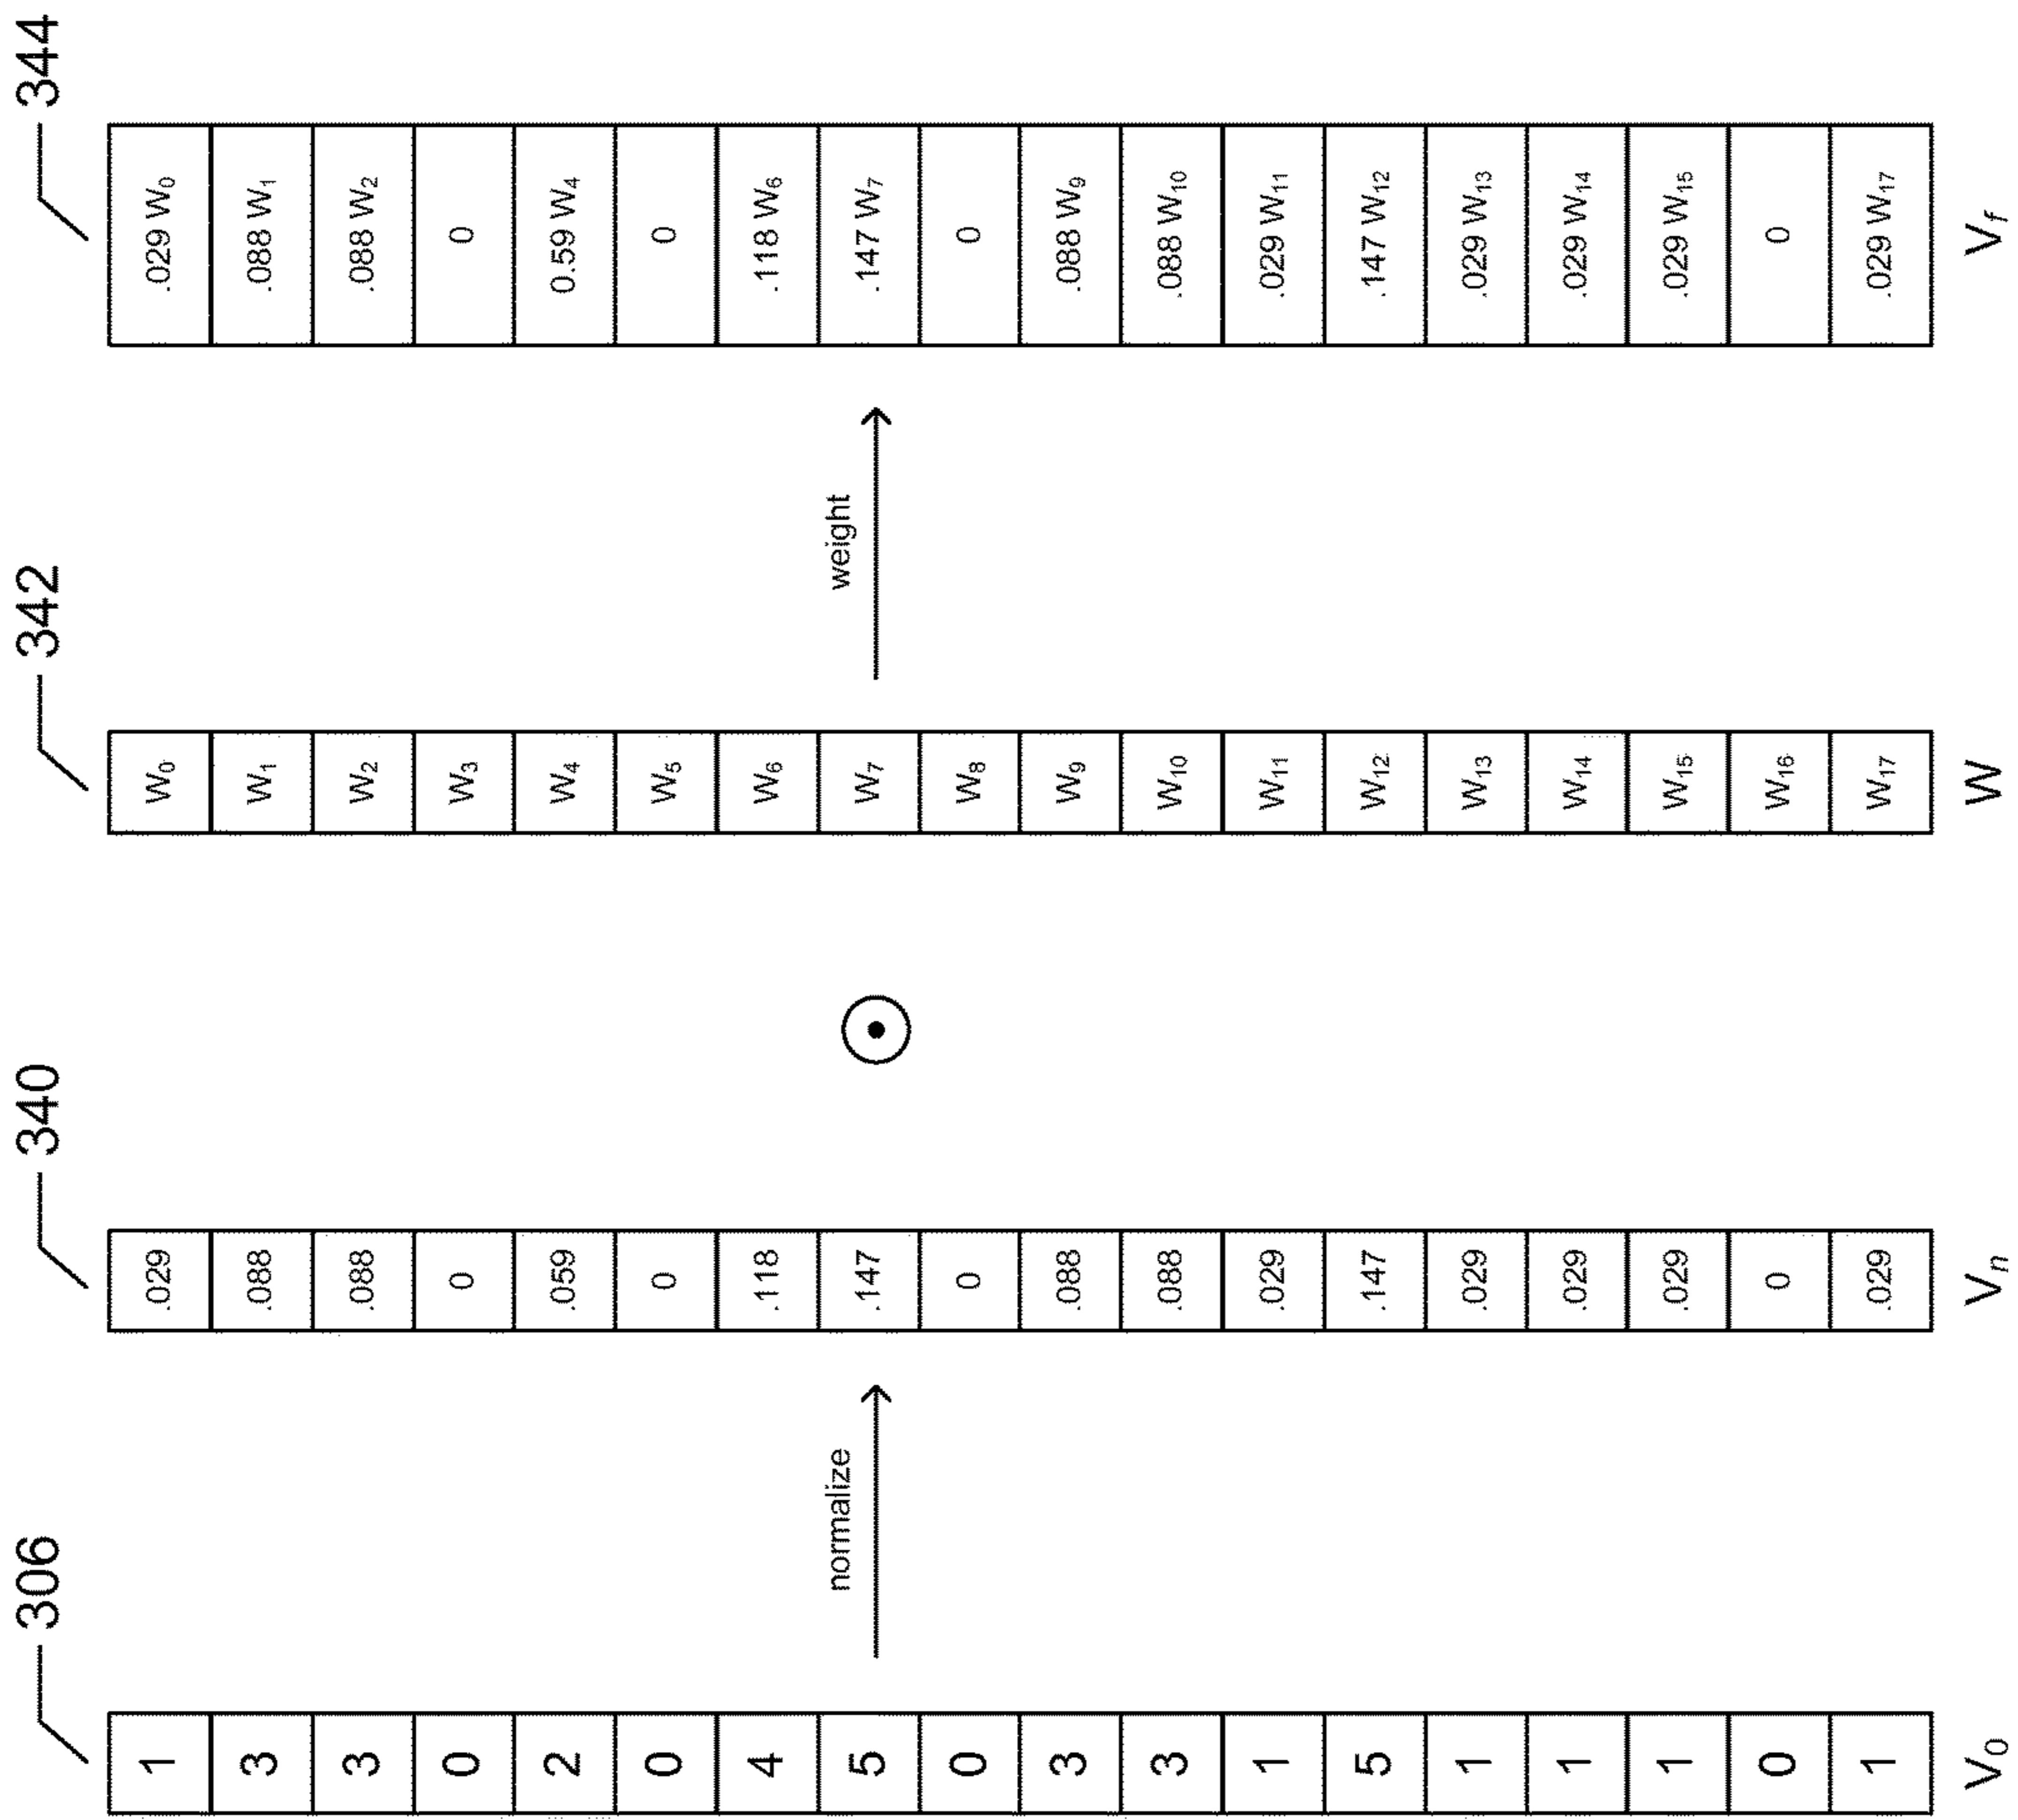 306 340 342 344
1 .029 W₀ .029 W₀
3 .088 W₁ .088 W₁
3 .088 W₂ .088 W₂
0 0 W₃ 0
2 .059 W₄ 0.59 W₄
0 0 W₅ 0
4 .118 W₆ .118 W₆
normalize weight
5 .147 ⊙ W₇ .147 W₇
0 0 W₈ 0
3 .088 W₉ .088 W₉
3 .088 W₁₀ .088 W₁₀
1 .029 W₁₁ .029 W₁₁
5 .147 W₁₂ .147 W₁₂
1 .029 W₁₃ .029 W₁₃
1 .029 W₁₄ .029 W₁₄
1 .029 W₁₅ .029 W₁₅
0 0 W₁₆ 0
1 .029 W₁₇ .029 W₁₇
V₀ Vₙ W V_f